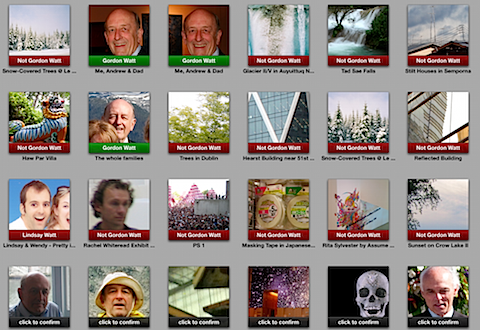 Not Gordon Watt
Gordon Watt
Gordon Watt
Not Gordon Watt
Not Gordon Watt
Not Gordon Watt
Snow-Covered Trees @ Le ...
Me, Andrew & Dad
Me, Andrew & Dad
Glacier II/V in Auyuittuq N...
Tad Sae Falls
Stilt Houses in Semporna
Not Gordon Watt
Gordon Watt
Not Gordon Watt
Not Gordon Watt
Not Gordon Watt
Not Gordon Watt
Haw Par Villa
The whole families
Trees in Dublin
Hearst Building near 51st ...
Snow-Covered Trees @ Le ...
Reflected Building
Lindsay Watt
Not Gordon Watt
Not Gordon Watt
Not Gordon Watt
Not Gordon Watt
Not Gordon Watt
Lindsay & Wendy - Pretty i...
Rachel Whiteread Exhibit ...
PS 1
Masking Tape in Japanese...
Rita Sylvester by Assume ...
Sunset on Crow Lake II
click to confirm
click to confirm
click to confirm
click to confirm
click to confirm
click to confirm